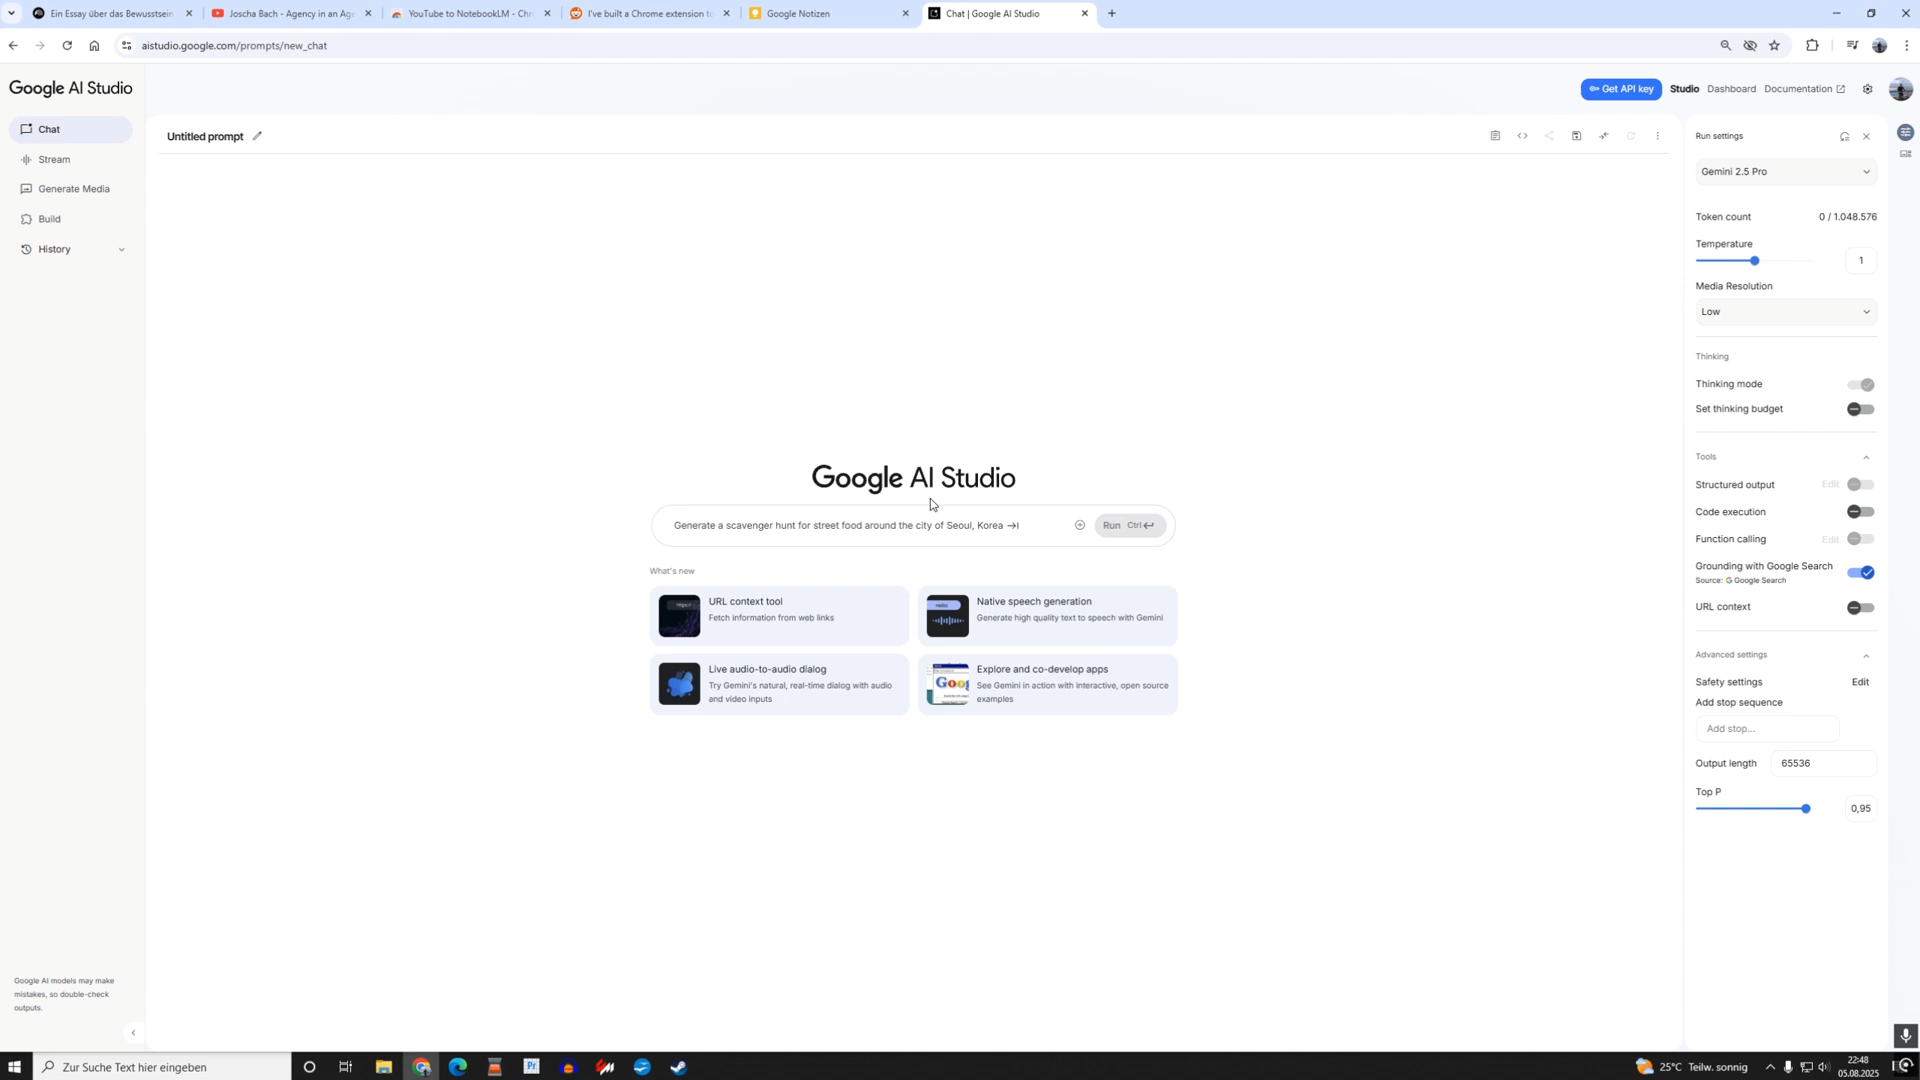 Ein Essay über das Bewusstsein
Joscha Bach - Agency in an Age
YouTube to NotebookLM - Chr
I've built a Chrome extension to
Google Notizen
Chat | Google AI Studio
aistudio.google.com/prompts/new_chat
Google AI Studio
Get API key
Studio
Dashboard
Documentation
Chat
Stream
Generate Media
Build
History
Google AI models may make
mistakes, so double-check
outputs.
Untitled prompt
Google AI Studio
Generate a scavenger hunt for street food around the city of Seoul, Korea
Run Ctrl
What's new
URL context tool
Fetch information from web links
Native speech generation
Generate high quality text to speech with Gemini
Live audio-to-audio dialog
Try Gemini's natural, real-time dialog with audio
and video inputs
Explore and co-develop apps
See Gemini in action with interactive, open source
examples
Run settings
Gemini 2.5 Pro
Token count 0 / 1.048.576
Temperature
1
Media Resolution
Low
Thinking
Thinking mode
Set thinking budget
Tools
Structured output Edit
Code execution
Function calling Edit
Grounding with Google Search
Source: Google Search
URL context
Advanced settings
Safety settings Edit
Add stop sequence
Add stop...
Output length 65536
Top P
0,95
Zur Suche Text hier eingeben
Pr
25°C Teilw. sonnig
22:48
05.08.2025